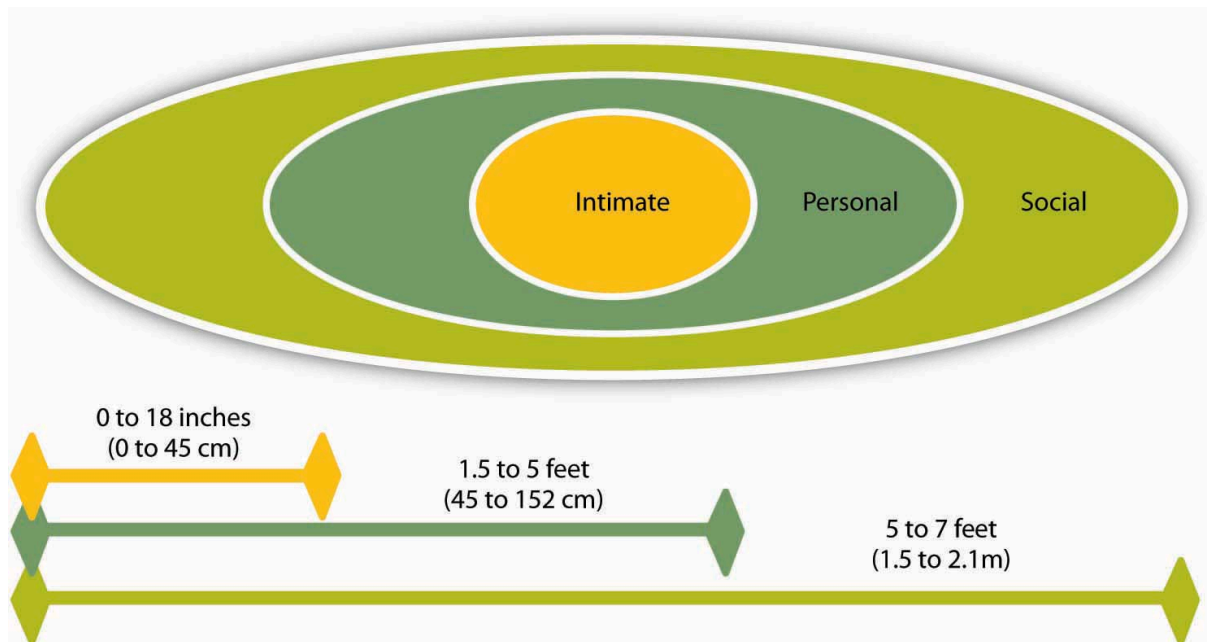 Intimate
Personal
Social
0 to 18 inches
(0 to 45 cm)
1.5 to 5 feet
(45 to 152 cm)
5 to 7 feet
(1.5 to 2.1m)